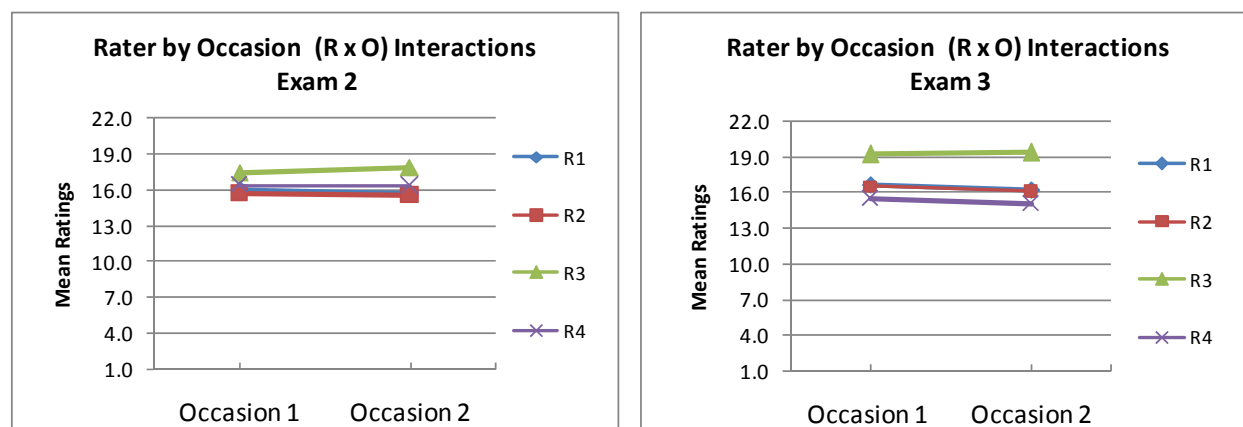 Rater by Occasion (R x O) Interactions
Exam 2
Mean Ratings
22.0
19.0
16.0
13.0
10.0
7.0
4.0
1.0
Occasion 1 Occasion 2
R1
R2
R3
R4
Rater by Occasion (R x O) Interactions
Exam 3
Mean Ratings
22.0
19.0
16.0
13.0
10.0
7.0
4.0
1.0
Occasion 1 Occasion 2
R1
R2
R3
R4